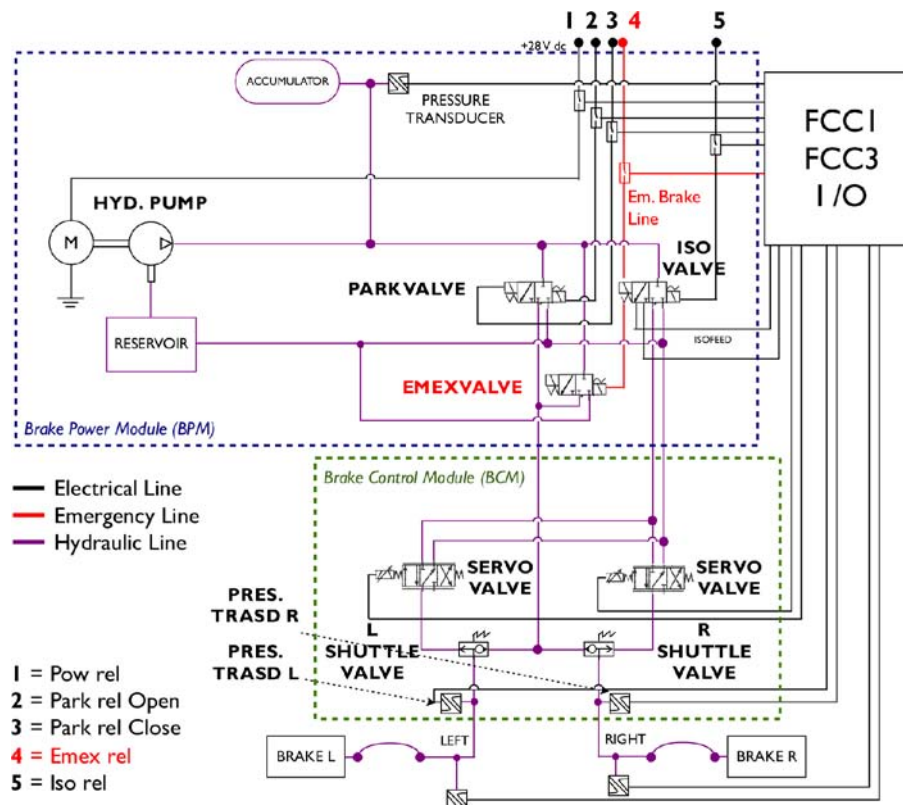 1 2 3 4 5
+28V dc
ACCUMULATOR
PRESSURE
TRANSDUCER
FCC1
FCC3
I/O
HYD. PUMP
M
Em. Brake
Line
ISO
VALVE
PARK VALVE
RESERVOIR
ISOFEED
EMEX VALVE
Brake Power Module (BPM)
Brake Control Module (BCM)
Electrical Line
Emergency Line
Hydraulic Line
SERVO
VALVE
SERVO
VALVE
PRES.
TRASD R
L
SHUTTLE
VALVE
R
SHUTTLE
VALVE
PRES.
TRASD L
1 = Pow rel
2 = Park rel Open
3 = Park rel Close
4 = Emex rel
5 = Iso rel
LEFT
RIGHT
BRAKE L
BRAKE R